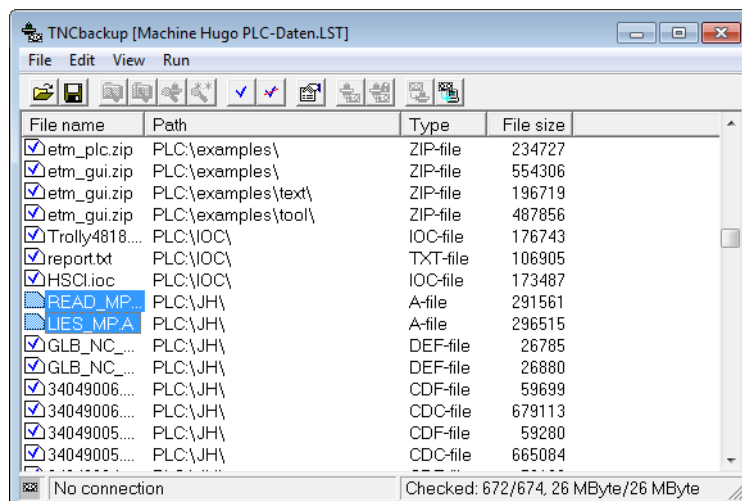 TNCbackup [Machine Hugo PLC-Daten.LST]
File Edit View Run
File name Path Type File size
etm_plc.zip PLC:\examples\ ZIP-file 234727
etm_gui.zip PLC:\examples\ ZIP-file 554306
etm_gui.zip PLC:\examples\text\ ZIP-file 196719
etm_gui.zip PLC:\examples\tool\ ZIP-file 487856
Trolly4818.... PLC:\IOC\ IOC-file 176743
report.txt PLC:\IOC\ TXT-file 106905
HSCI.ioc PLC:\IOC\ IOC-file 173487
READ_MP... PLC:\JH\ A-file 291561
LIES_MP.A PLC:\JH\ A-file 296515
GLB_NC_... PLC:\JH\ DEF-file 26785
GLB_NC_... PLC:\JH\ DEF-file 26880
34049006.... PLC:\JH\ CDF-file 59699
34049006.... PLC:\JH\ CDC-file 679113
34049005.... PLC:\JH\ CDF-file 59280
34049005.... PLC:\JH\ CDC-file 665084
No connection Checked: 672/674, 26 MByte/26 MByte